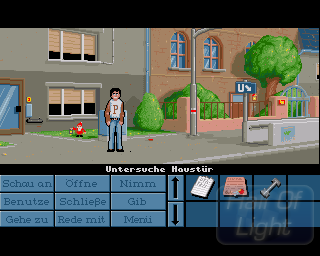 P
U
Untersuche Haustür
Schau an Öffne Nimm
Benutze Schließe Gib
Gehe zu Rede mit Menü
Hall Of
Light